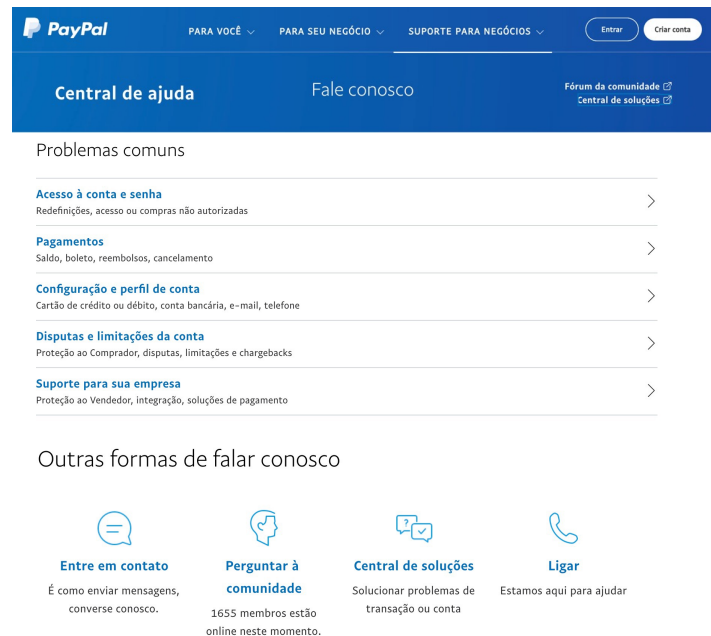 PayPal
PARA VOCÊ
PARA SEU NEGÓCIO
SUPORTE PARA NEGÓCIOS
Entrar
Criar conta
Central de ajuda
Fale conosco
Fórum da comunidade
Central de soluções
Problemas comuns
Acesso à conta e senha
Redefinições, acesso ou compras não autorizadas
Pagamentos
Saldo, boleto, reembolsos, cancelamento
Configuração e perfil de conta
Cartão de crédito ou débito, conta bancária, e-mail, telefone
Disputas e limitações da conta
Proteção ao Comprador, disputas, limitações e chargebacks
Suporte para sua empresa
Proteção ao Vendedor, integração, soluções de pagamento
Outras formas de falar conosco
Entre em contato
É como enviar mensagens,
converse conosco.
Perguntar à
comunidade
1655 membros estão
online neste momento.
Central de soluções
Solucionar problemas de
transação ou conta
Ligar
Estamos aqui para ajudar